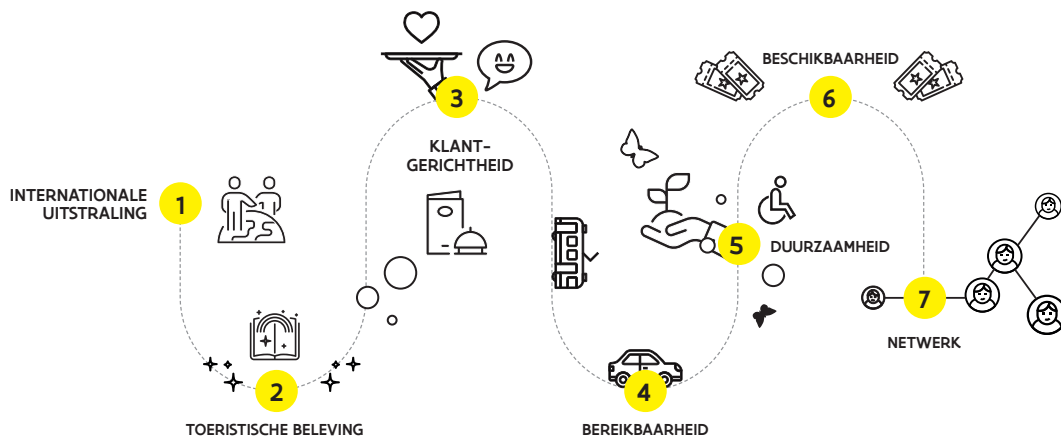 1
INTERNATIONALE
UITSTRALING
2
TOERISTISCHE BELEVING
3
KLANT-
GERICHTHEID
4
BEREIKBAARHEID
5
DUURZAAMHEID
6
BESCHIKBAARHEID
7
NETWERK